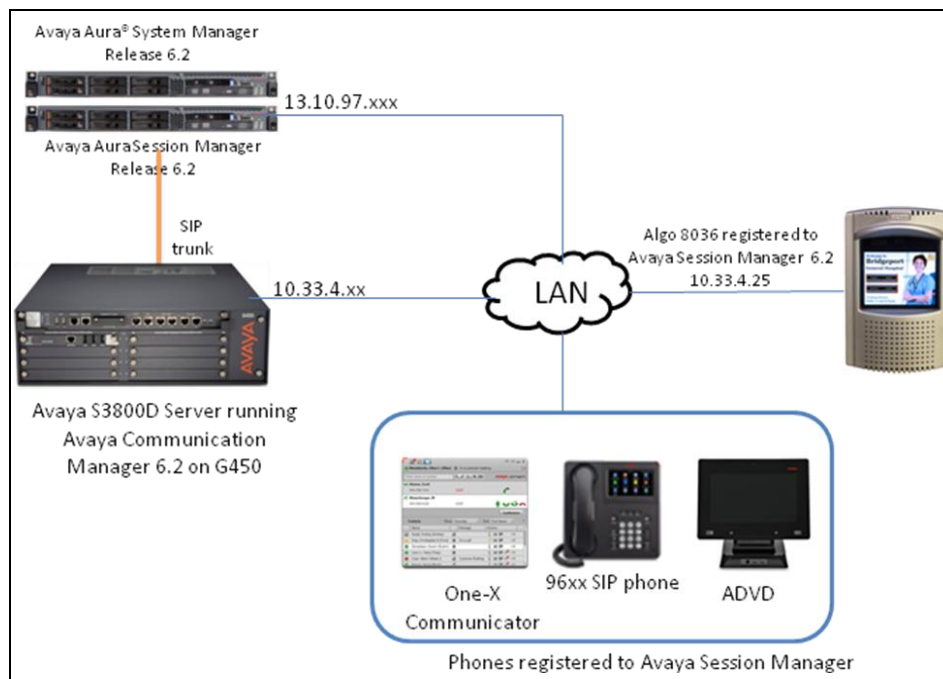 Avaya Aura® System Manager
Release 6.2
13.10.97.xxx
Avaya AuraSession Manager
Release 6.2
SIP
trunk
Algo 8036 registered to
Avaya Session Manager 6.2
10.33.4.25
10.33.4.xx
LAN
AVAYA
Avaya S3800D Server running
Avaya Communication
Manager 6.2 on G450
One-X
Communicator
96xx SIP phone
ADVD
Phones registered to Avaya Session Manager
Bridgeport